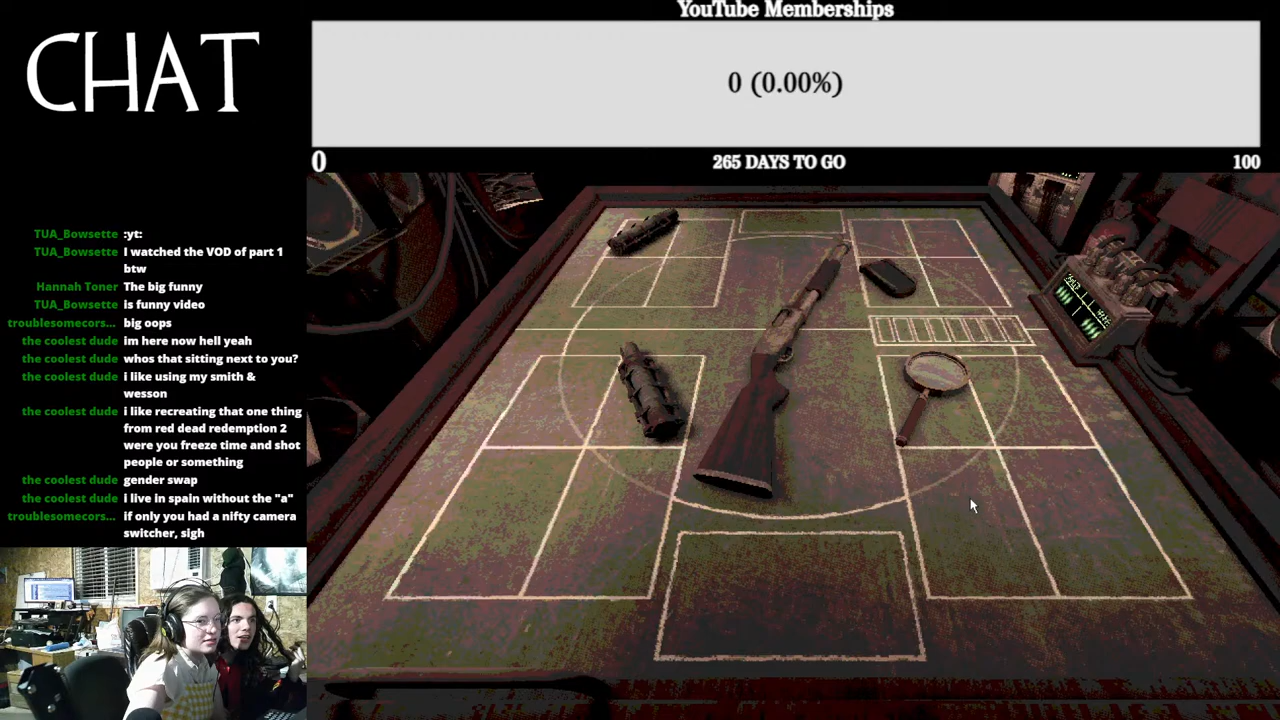 CHAT
YouTube Memberships
0 (0.00%)
0
265 DAYS TO GO
100
TUA_Bowsette :yt:
TUA_Bowsette I watched the VOD of part 1
btw
Hannah Toner The big funny
TUA_Bowsette is funny video
troublesomecors... big oops
the coolest dude im here now hell yeah
the coolest dude whos that sitting next to you?
the coolest dude i like using my smith &
wesson
the coolest dude i like recreating that one thing
from red dead redemption 2
were you freeze time and shot
people or something
the coolest dude gender swap
the coolest dude i live in spain without the "a"
troublesomecors... if only you had a nifty camera
switcher, sigh